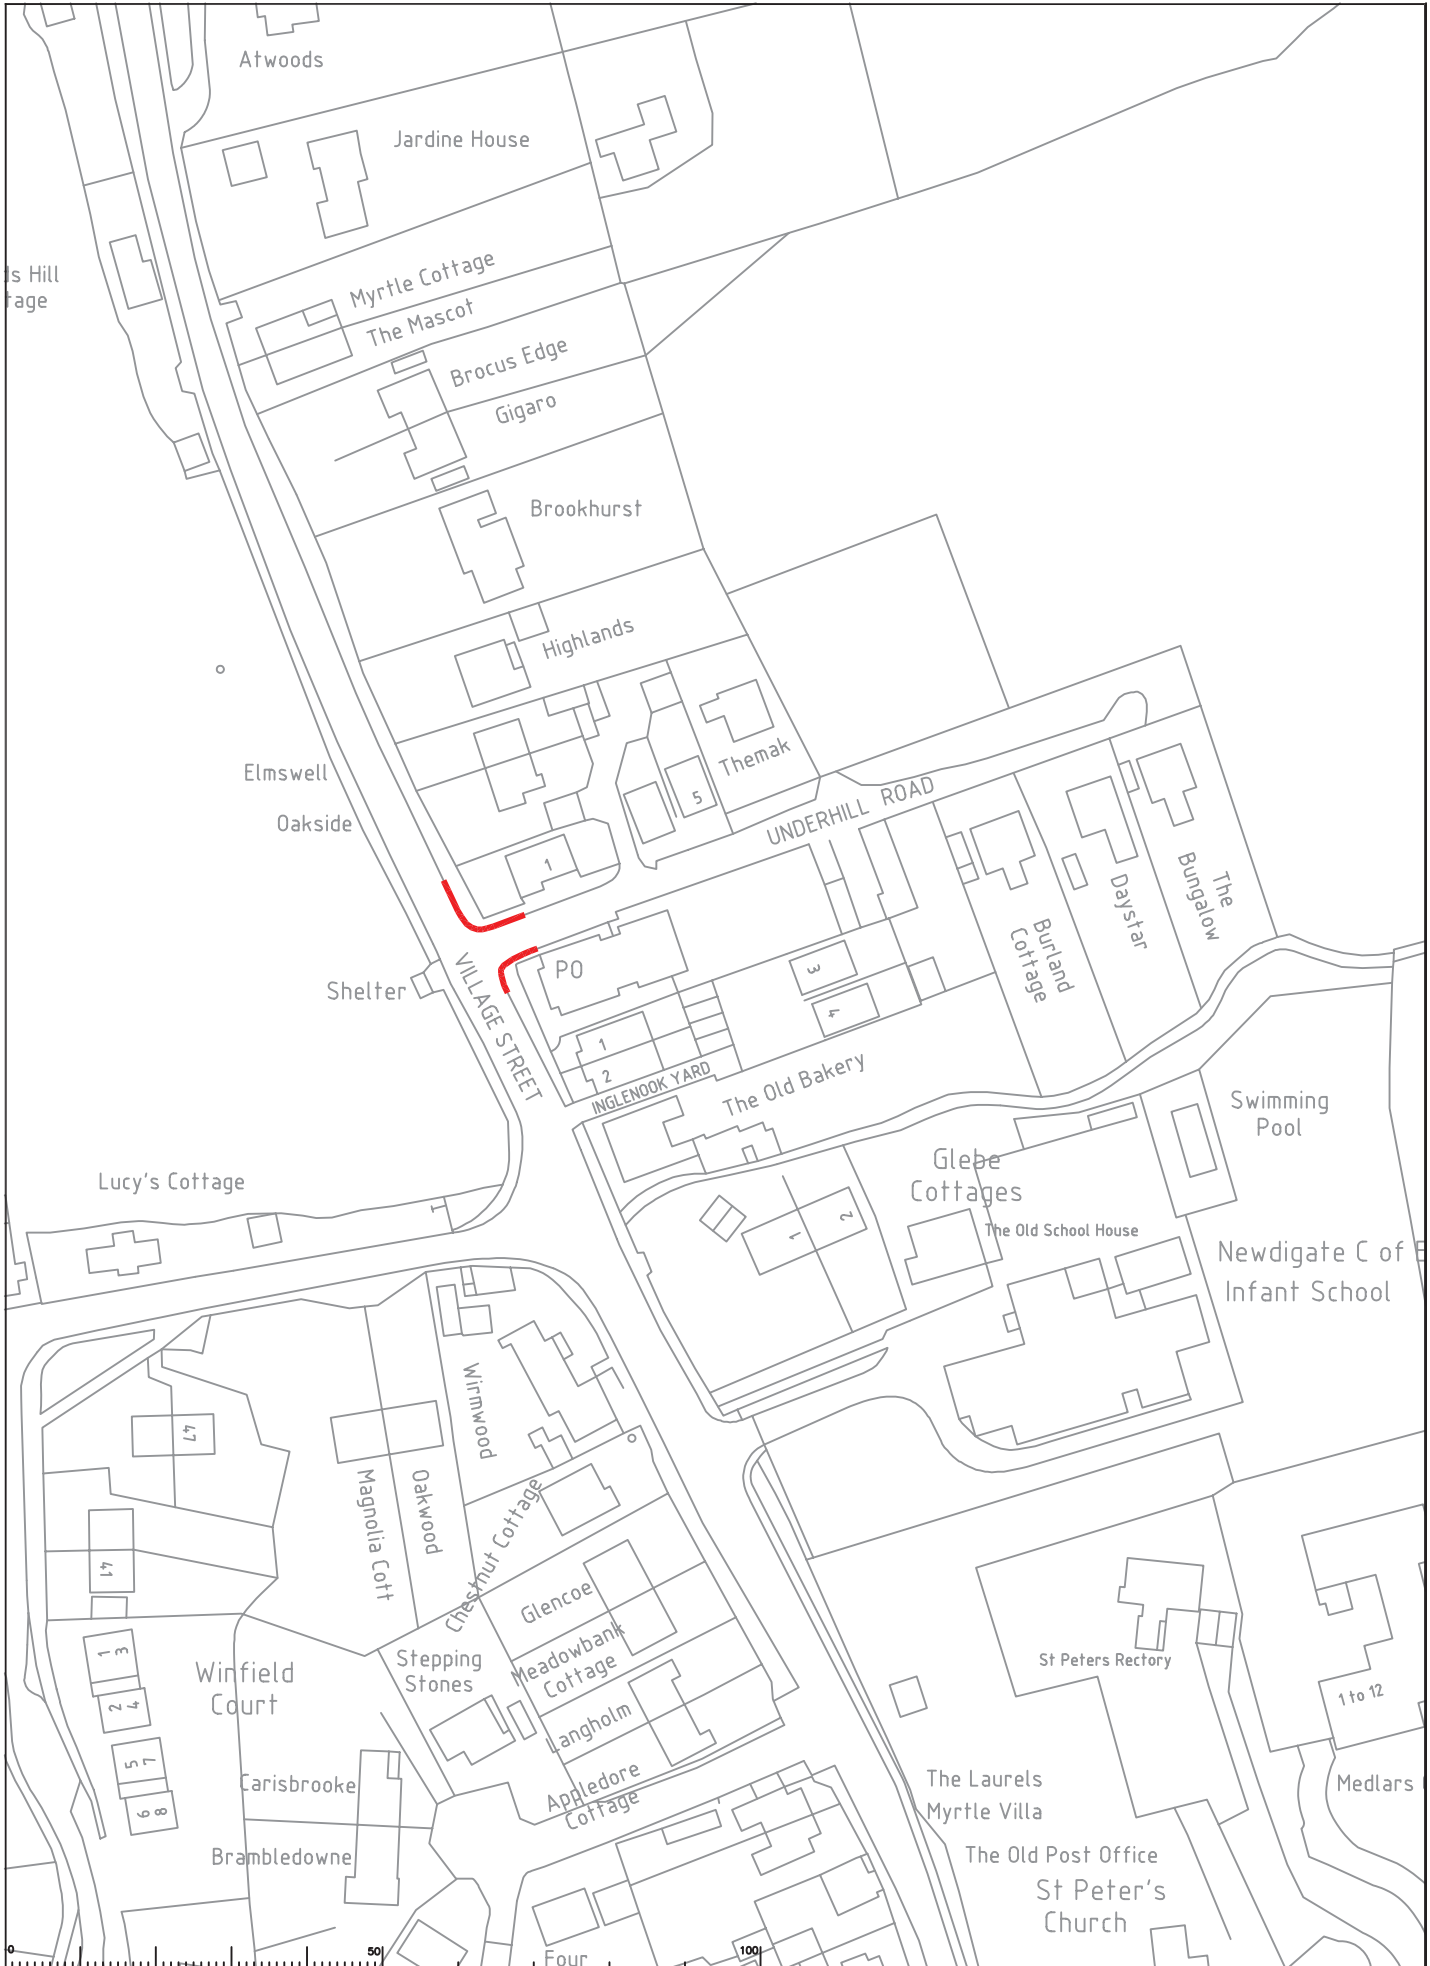 Atwoods
Jardine House
Myrtle Cottage
The Mascot
ds Hill
tage
Brocus Edge
Gigaro
Brookhurst
Highlands
Themak
Elmswell
Oakside
5
1
UNDERHILL ROAD
The
Bungalow
Daystar
Burland
Cottage
PO
VILLAGE STREET
Shelter
3
4
1
2
INGLENOOK YARD
The Old Bakery
Swimming
Pool
Glebe
Cottages
Lucy's Cottage
2
1
The Old School House
Newdigate C of E
Infant School
Wirmwood
47
Magnolia Cott
Oakwood
Chestnut Cottage
41
Glencoe
Meadowbank
Cottage
Stepping
Stones
Langholm
Appledore
Cottage
1
3
2
4
5
7
6
8
Winfield
Court
Carisbrooke
Brambledowne
St Peters Rectory
1 to 12
Medlars
The Laurels
Myrtle Villa
The Old Post Office
St Peter's
Church
Four
0
50
100